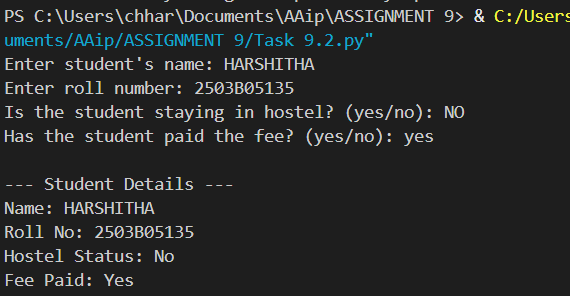 PS C:\Users\chhar\Documents\AAip\ASSIGNMENT 9> & C:/Users
uments/AAip/ASSIGNMENT 9/Task 9.2.py"
Enter student's name: HARSHITHA
Enter roll number: 2503B05135
Is the student staying in hostel? (yes/no): NO
Has the student paid the fee? (yes/no): yes

--- Student Details ---
Name: HARSHITHA
Roll No: 2503B05135
Hostel Status: No
Fee Paid: Yes